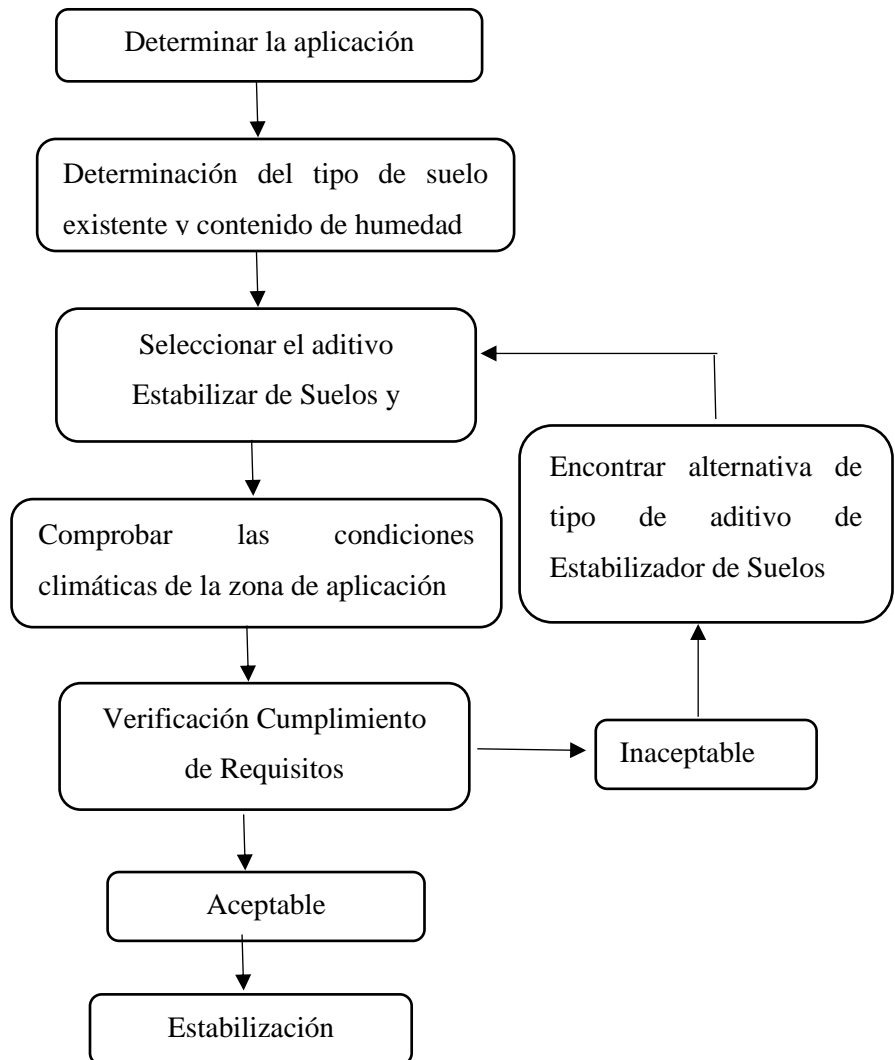 Determinar la aplicación
Determinación del tipo de suelo
existente y contenido de humedad
Seleccionar el aditivo
Estabilizar de Suelos y
Encontrar alternativa de
tipo de aditivo de
Estabilizador de Suelos
Comprobar las condiciones
climáticas de la zona de aplicación
Verificación Cumplimiento
de Requisitos
Inaceptable
Aceptable
Estabilización